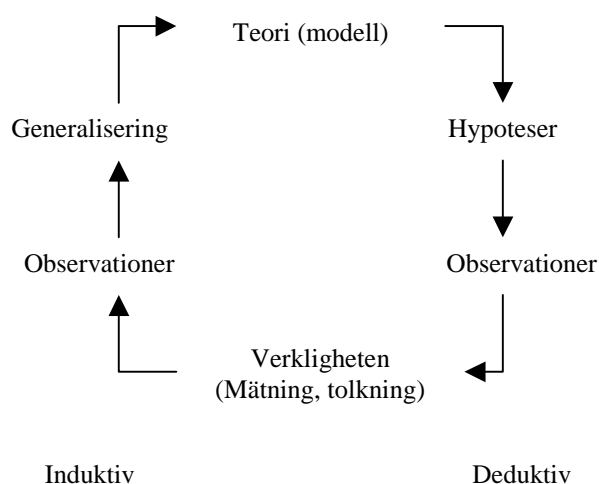 Teori (modell)
Generalisering
Hypoteser
Observationer
Observationer
Verkligheten
(Mätning, tolkning)
Induktiv
Deduktiv